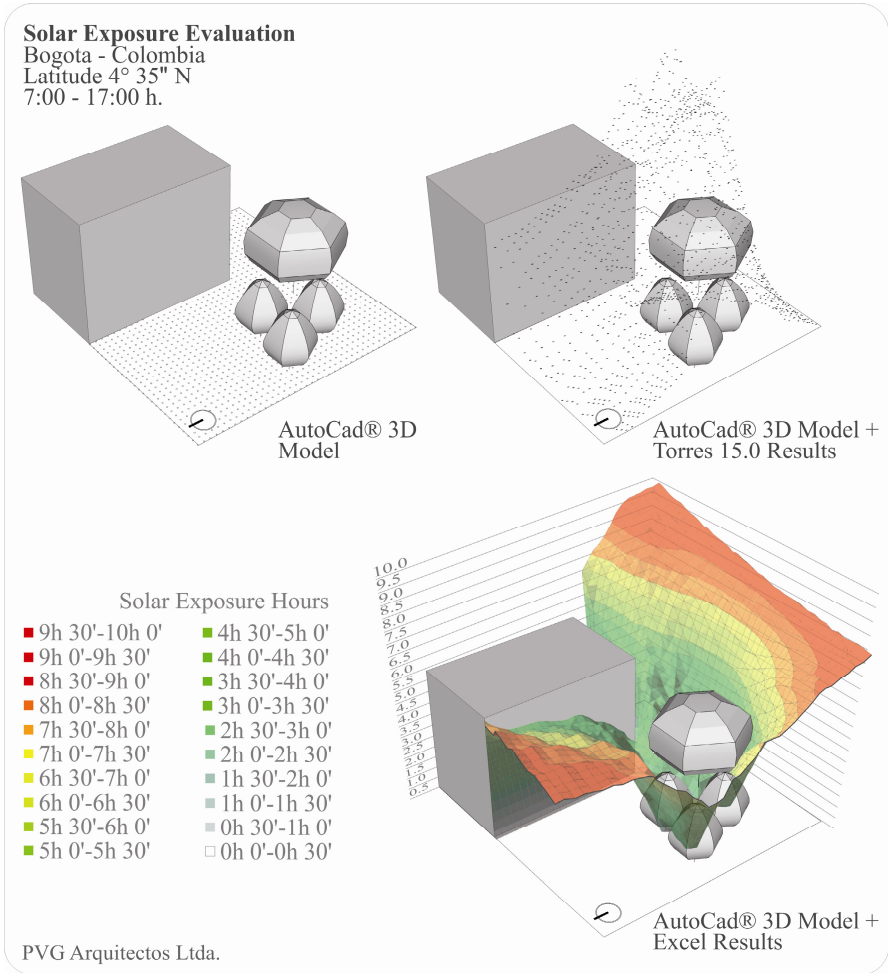 Solar Exposure Evaluation
Bogota - Colombia
Latitude 4° 35" N
7:00 - 17:00 h.
AutoCad® 3D
Model
AutoCad® 3D Model +
Torres 15.0 Results
10.0
9.5
9.0
8.5
8.0
7.5
7.0
6.5
6.0
5.5
5.0
4.5
4.0
3.5
3.0
2.5
2.0
1.5
1.0
0.5
Solar Exposure Hours
9h 30'-10h 0'
9h 0'-9h 30'
8h 30'-9h 0'
8h 0'-8h 30'
7h 30'-8h 0'
7h 0'-7h 30'
6h 30'-7h 0'
6h 0'-6h 30'
5h 30'-6h 0'
5h 0'-5h 30'
4h 30'-5h 0'
4h 0'-4h 30'
3h 30'-4h 0'
3h 0'-3h 30'
2h 30'-3h 0'
2h 0'-2h 30'
1h 30'-2h 0'
1h 0'-1h 30'
0h 30'-1h 0'
0h 0'-0h 30'
AutoCad® 3D Model +
Excel Results
PVG Arquitectos Ltda.